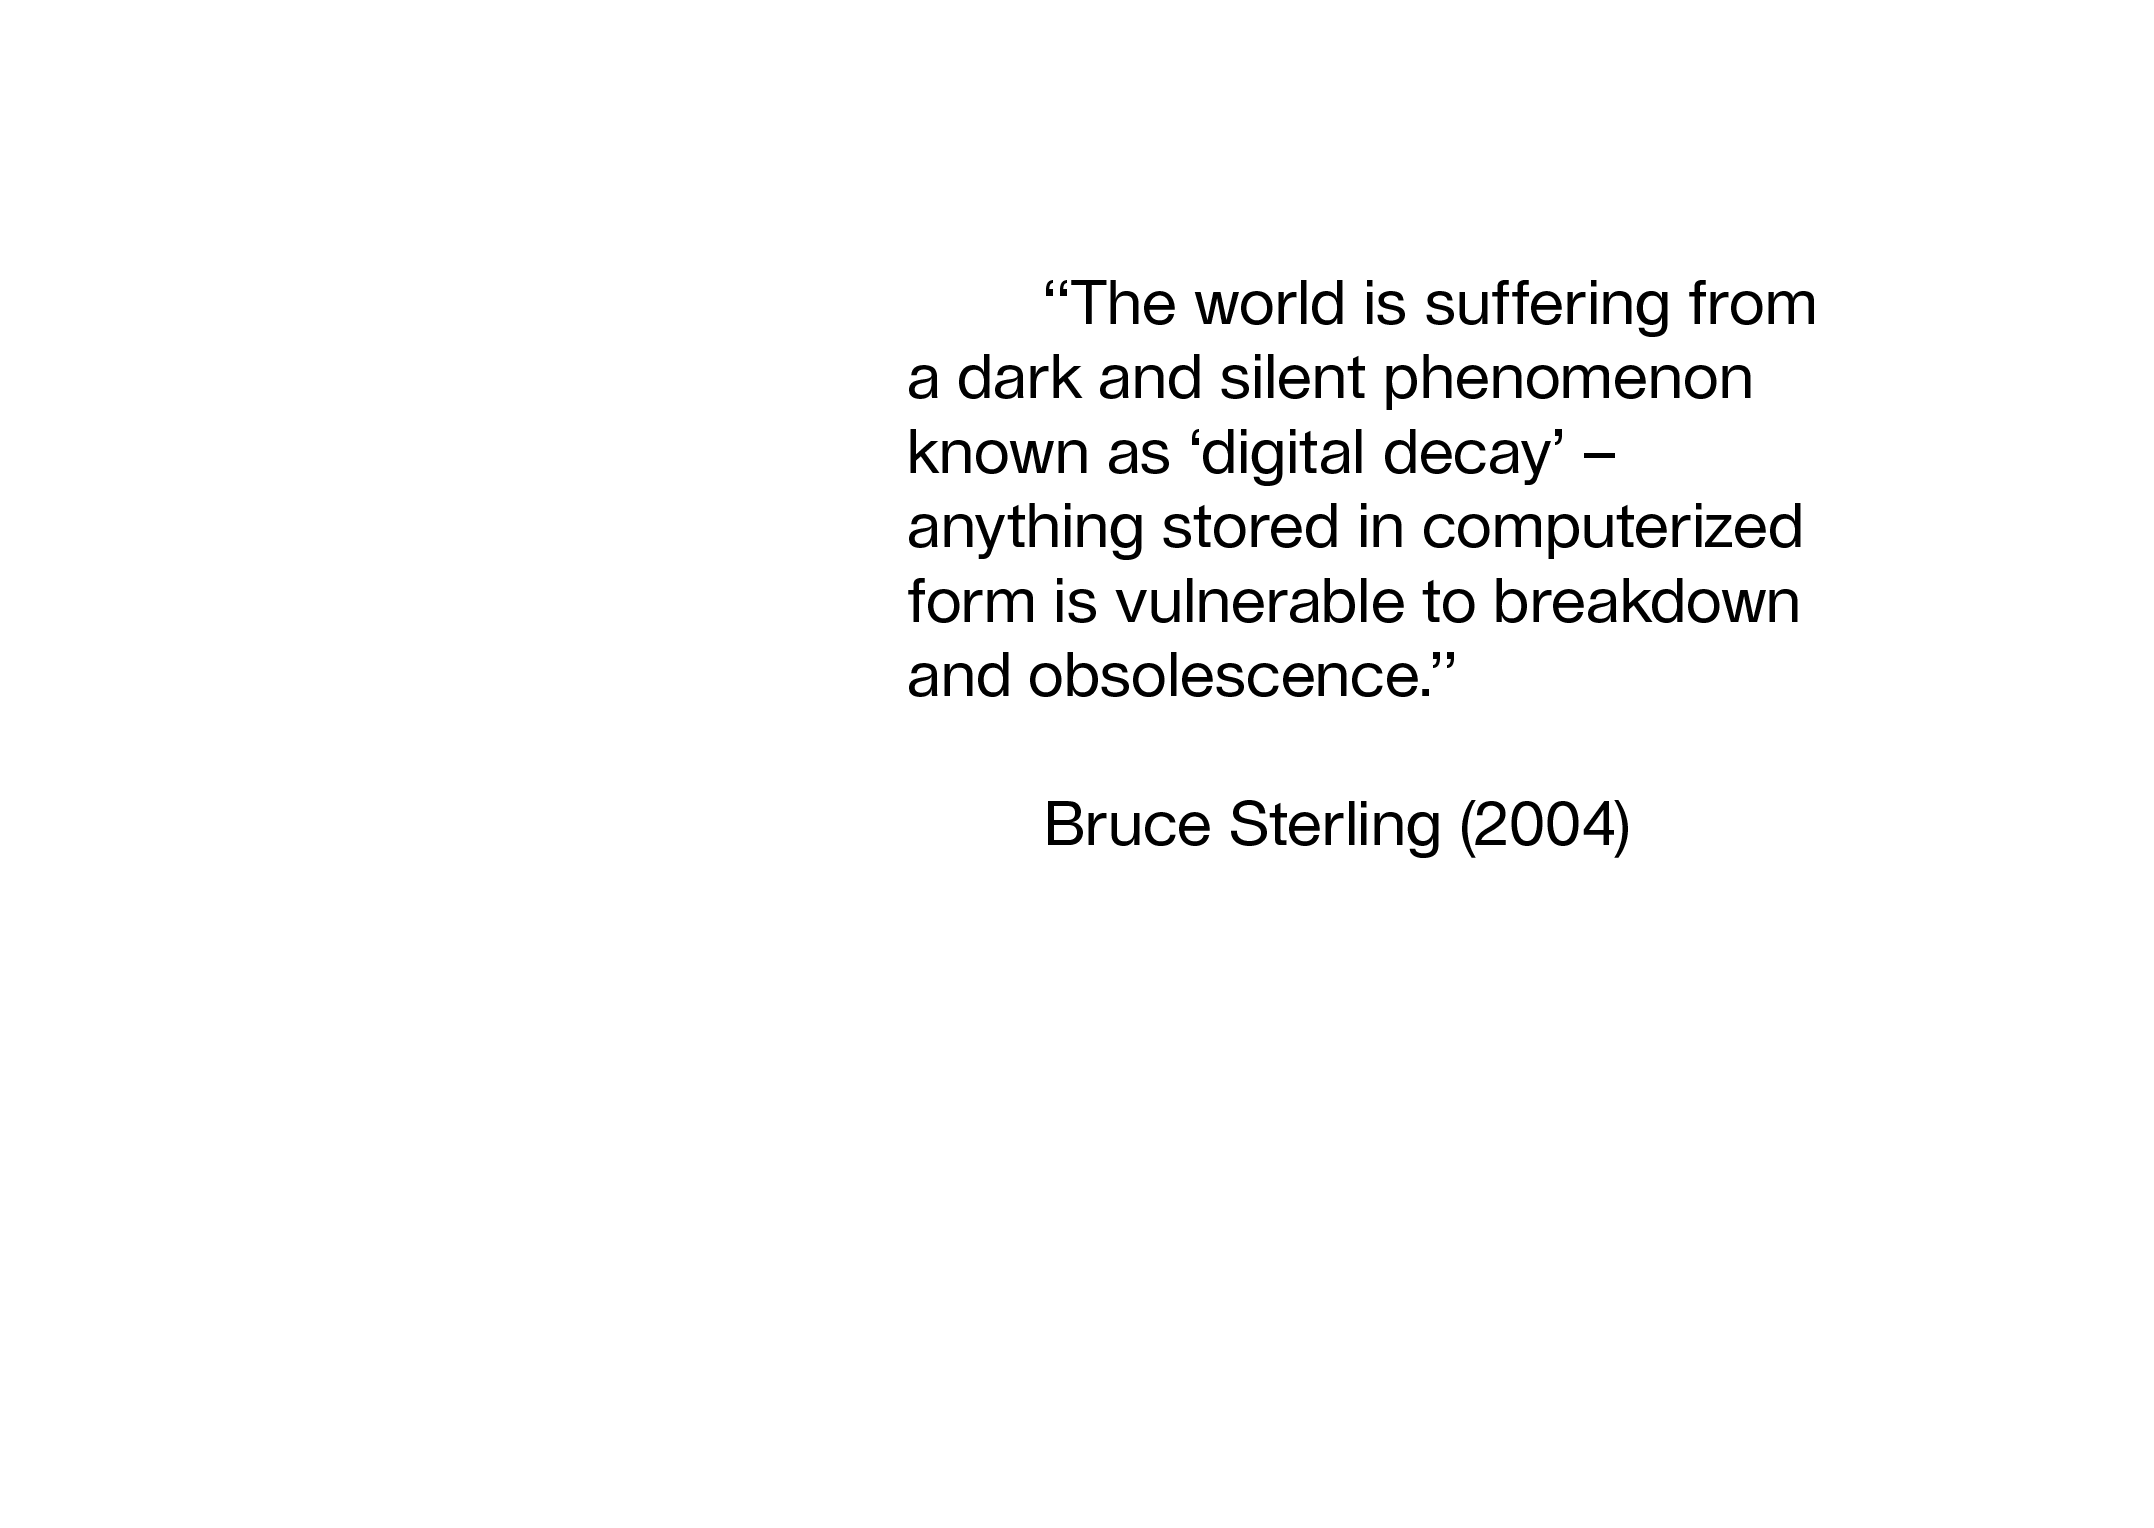 “The world is suffering from
a dark and silent phenomenon
known as ‘digital decay’ –
anything stored in computerized
form is vulnerable to breakdown
and obsolescence.”
Bruce Sterling (2004)